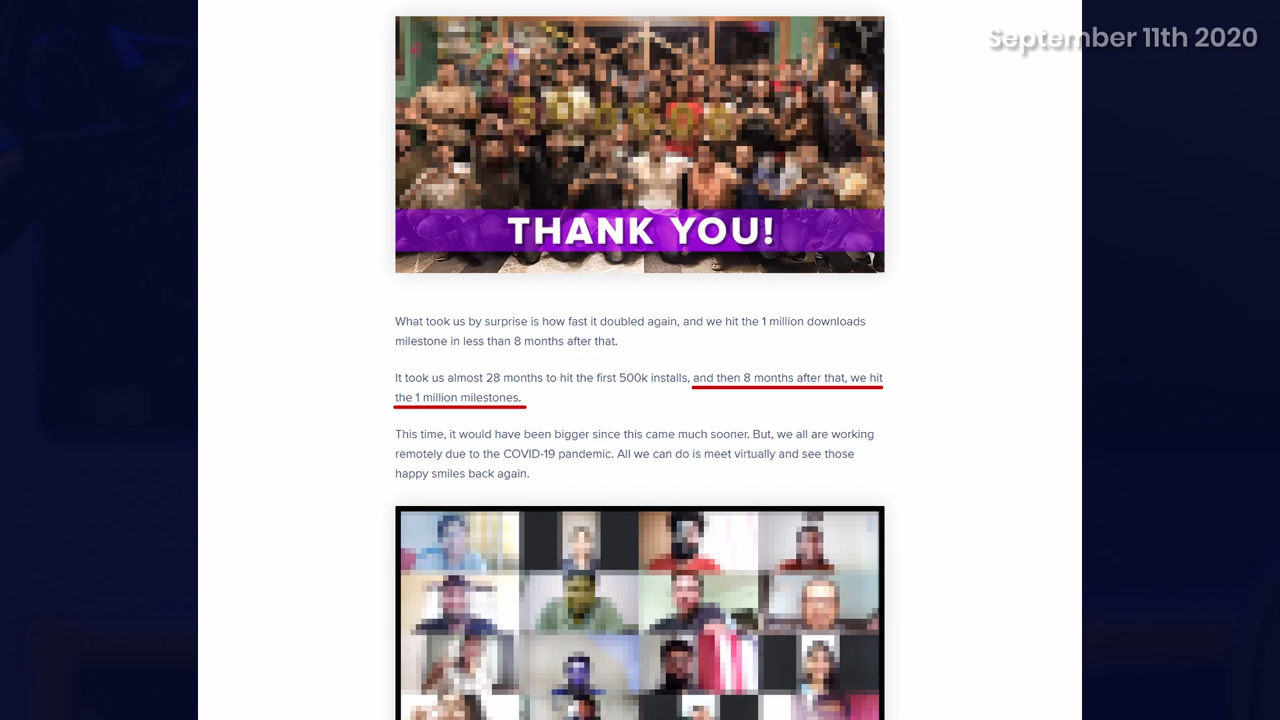 September 11th 2020
THANK YOU!
What took us by surprise is how fast it doubled again, and we hit the 1 million downloads
milestone in less than 8 months after that.
It took us almost 28 months to hit the first 500k installs, and then 8 months after that, we hit
the 1 million milestones.
This time, it would have been bigger since this came much sooner. But, we all are working
remotely due to the COVID-19 pandemic. All we can do is meet virtually and see those
happy smiles back again.